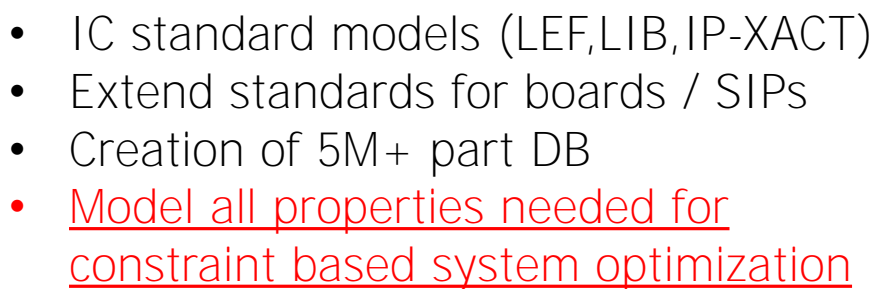 • IC standard models (LEF,LIB,IP-XACT)
• Extend standards for boards / SIPs
• Creation of 5M+ part DB
• Model all properties needed for
constraint based system optimization